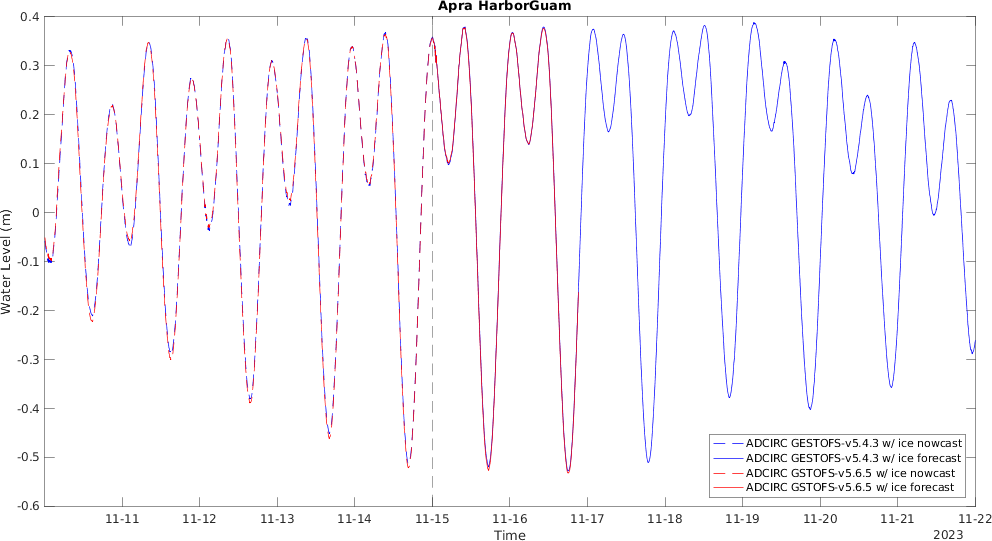 Apra HarborGuam
0.4
0.3
0.2
0.1
0
-0.1
-0.2
-0.3
-0.4
-0.5
-0.6
Water Level (m)
ADCIRC GESTOFS-v5.4.3 w/ ice nowcast
ADCIRC GESTOFS-v5.4.3 w/ ice forecast
ADCIRC GSTOFS-v5.6.5 w/ ice nowcast
ADCIRC GSTOFS-v5.6.5 w/ ice forecast
11-11 11-12 11-13 11-14 11-15 11-16 11-17 11-18 11-19 11-20 11-21 11-22
Time
2023